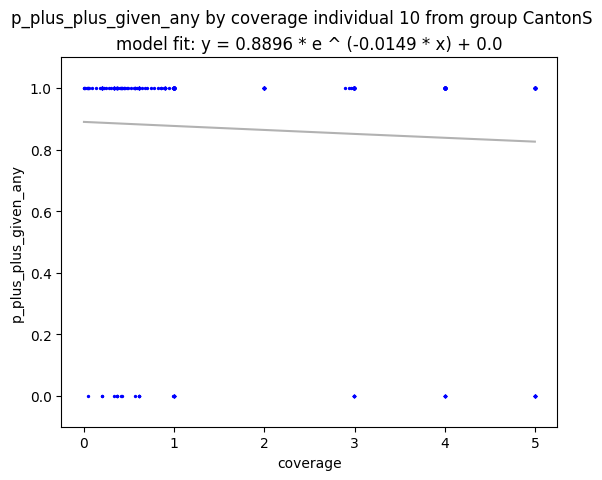 p_plus_plus_given_any by coverage individual 10 from group CantonS
model fit: y = 0.8896 * e ^ (-0.0149 * x) + 0.0
1.0
0.8
0.6
0.4
0.2
0.0
p_plus_plus_given_any
0 1 2 3 4 5
coverage